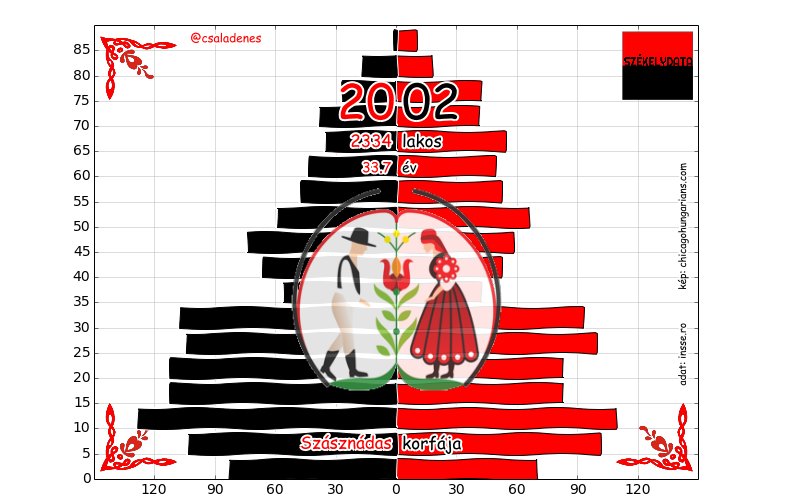 @csaladenes
SZÉKELYDATA
2002
2334 lakos
33.7 év
kép: chicagohungarians.com
adat: insse.ro
Szásznádas korfája
85
80
75
70
65
60
55
50
45
40
35
30
25
20
15
10
5
0
120 90 60 30 0 30 60 90 120